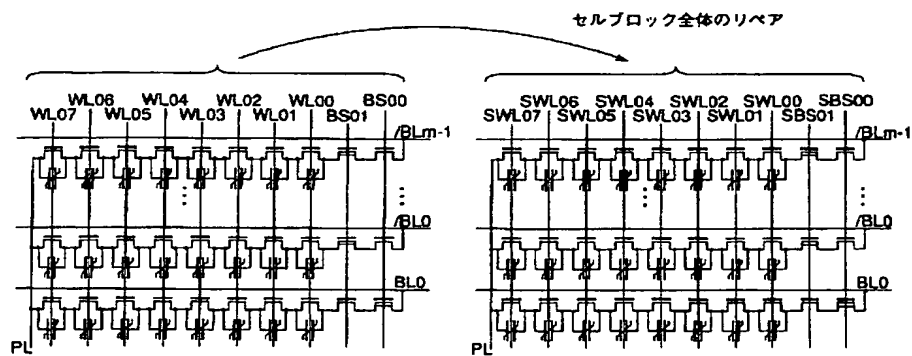 セルブロック全体のリペア
WL06 WL04 WL02 WL00 BS00
WL07 WL05 WL03 WL01 BS01
/BLm-1
/BL0
BL0
PL
SWL06 SWL04 SWL02 SWL00 SBS00
SWL07 SWL05 SWL03 SWL01 SBS01
/BLm-1
/BL0
BL0
PL